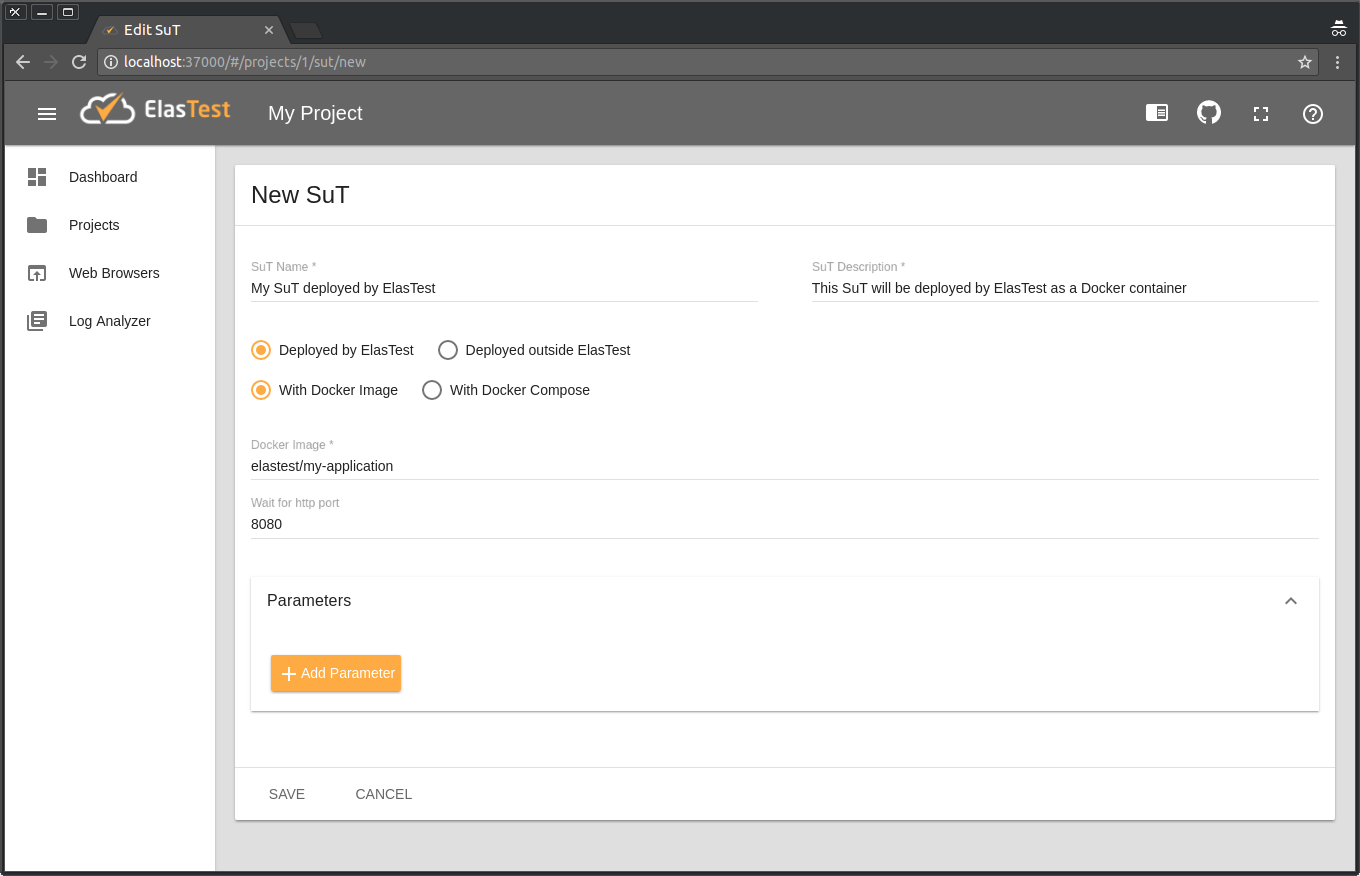 Edit SuT
localhost:37000/#/projects/1/sut/new
ElasTest
My Project
Dashboard
Projects
Web Browsers
Log Analyzer
New SuT
SuT Name *
SuT Description *
My SuT deployed by ElasTest
This SuT will be deployed by ElasTest as a Docker container
Deployed by ElasTest
Deployed outside ElasTest
With Docker Image
With Docker Compose
Docker Image *
elastest/my-application
Wait for http port
8080
Parameters
Add Parameter
SAVE
CANCEL